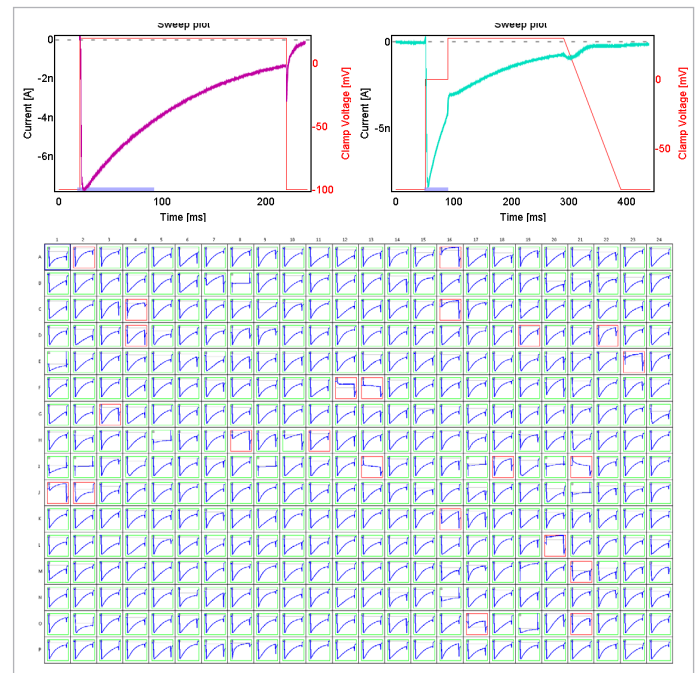 Sweep plot
Sweep plot
0
-2n
-4n
-6n
Current [A]
0
-50
-100
Clamp Voltage [mV]
0
100
200
Time [ms]
0
-5n
Current [A]
0
-50
Clamp Voltage [mV]
0
100
200
300
400
Time [ms]
1 2 3 4 5 6 7 8 9 10 11 12 13 14 15 16 17 18 19 20 21 22 23 24
A
B
C
D
E
F
G
H
I
J
K
L
M
N
O
P